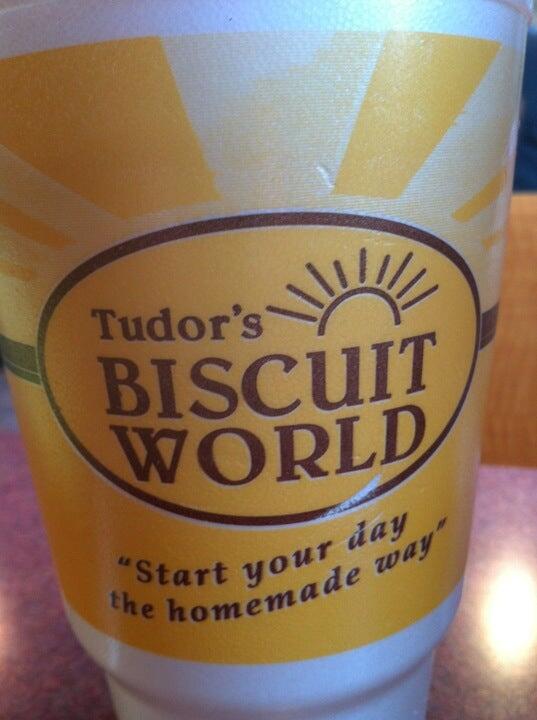 Tudor's
BISCUIT
WORLD
"Start your day
the homemade way"